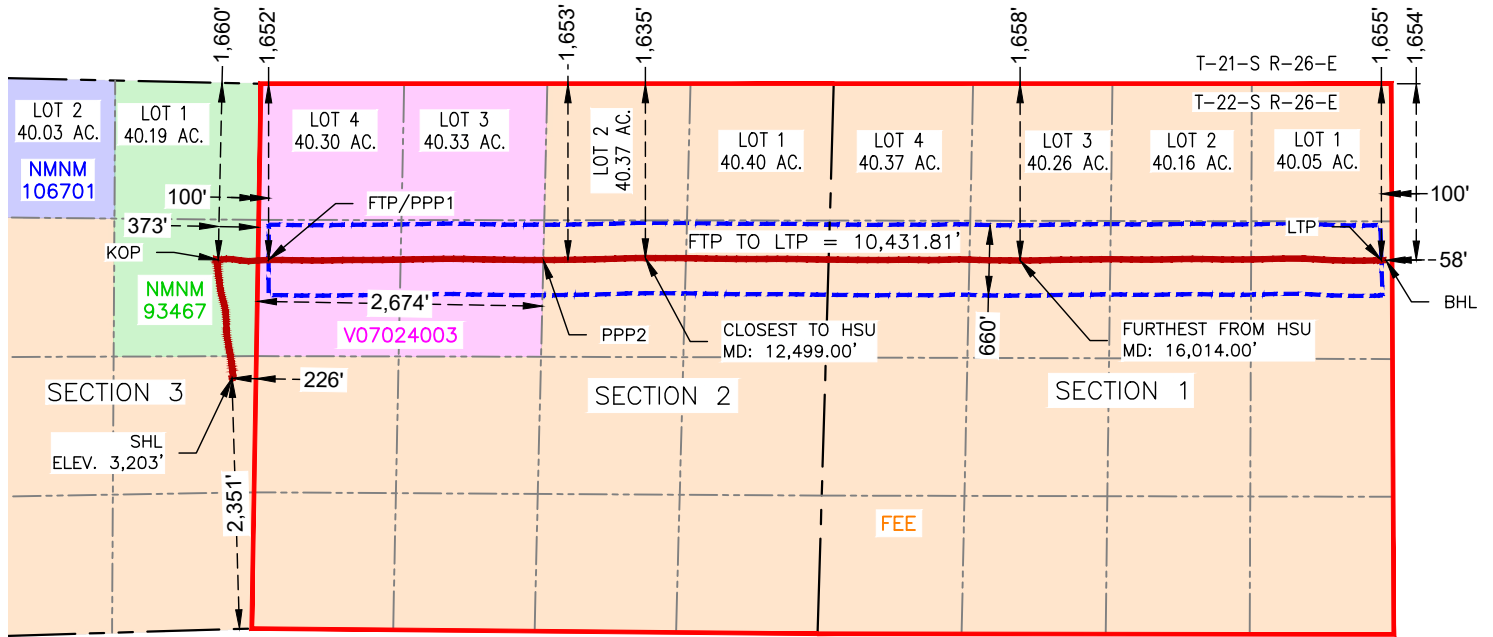 1,660'
1,652'
1,653'
1,635'
1,658'
1,655'
1,654'
T-21-S R-26-E
T-22-S R-26-E
LOT 2
40.03 AC.
LOT 1
40.19 AC.
LOT 4
40.30 AC.
LOT 3
40.33 AC.
LOT 2
40.37 AC.
LOT 1
40.40 AC.
LOT 4
40.37 AC.
LOT 3
40.26 AC.
LOT 2
40.16 AC.
LOT 1
40.05 AC.
NMNM
106701
100'
FTP/PPP1
100'
373'
LTP
FTP TO LTP = 10,431.81'
KOP
58'
NMNM
93467
BHL
2,674'
V07024003
PPP2
CLOSEST TO HSU
MD: 12,499.00'
660'
FURTHEST FROM HSU
MD: 16,014.00'
226'
SECTION 3
SECTION 2
SECTION 1
SHL
ELEV. 3,203'
2,351'
FEE